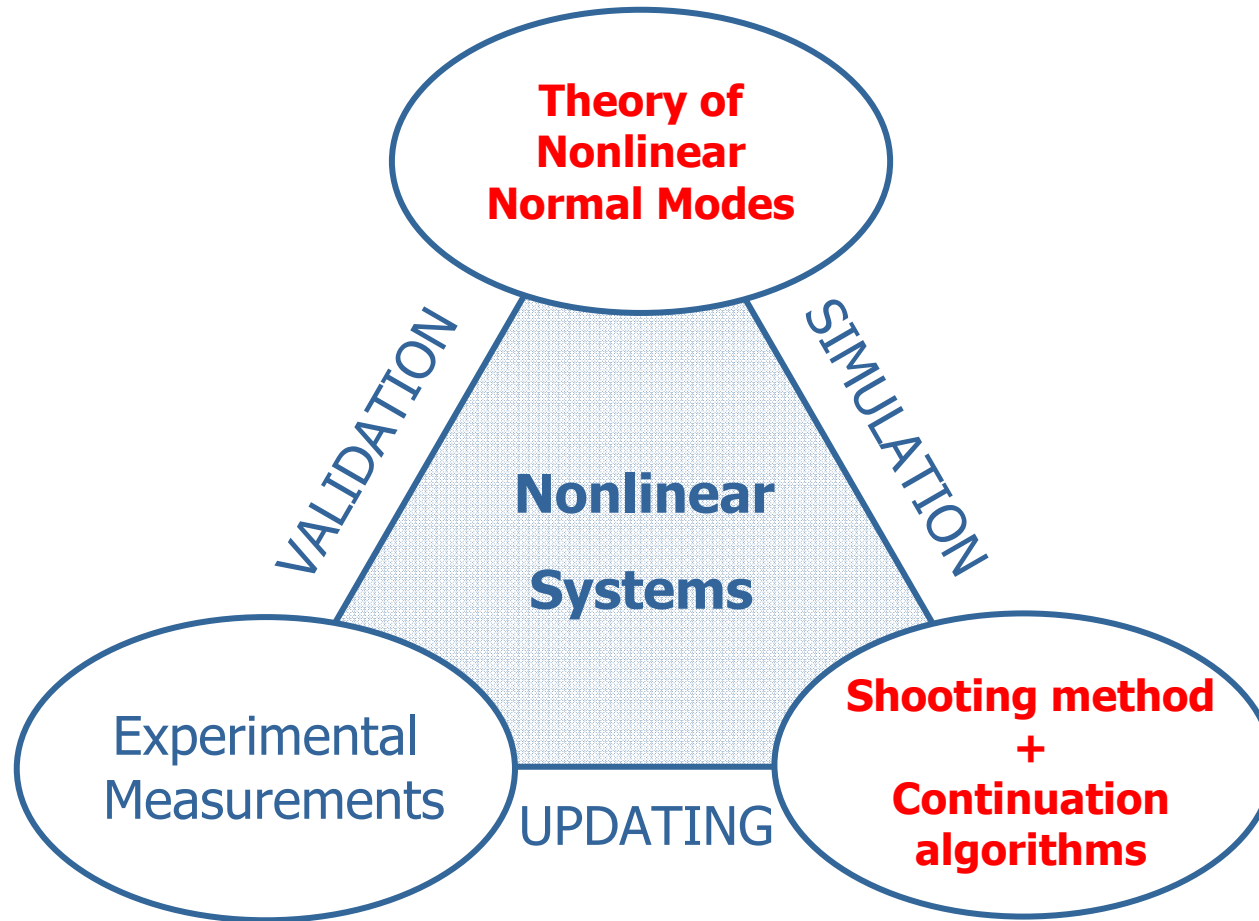 Theory of
Nonlinear
Normal Modes
VALIDATION
SIMULATION
Nonlinear
Systems
Experimental
Measurements
UPDATING
Shooting method
+
Continuation
algorithms